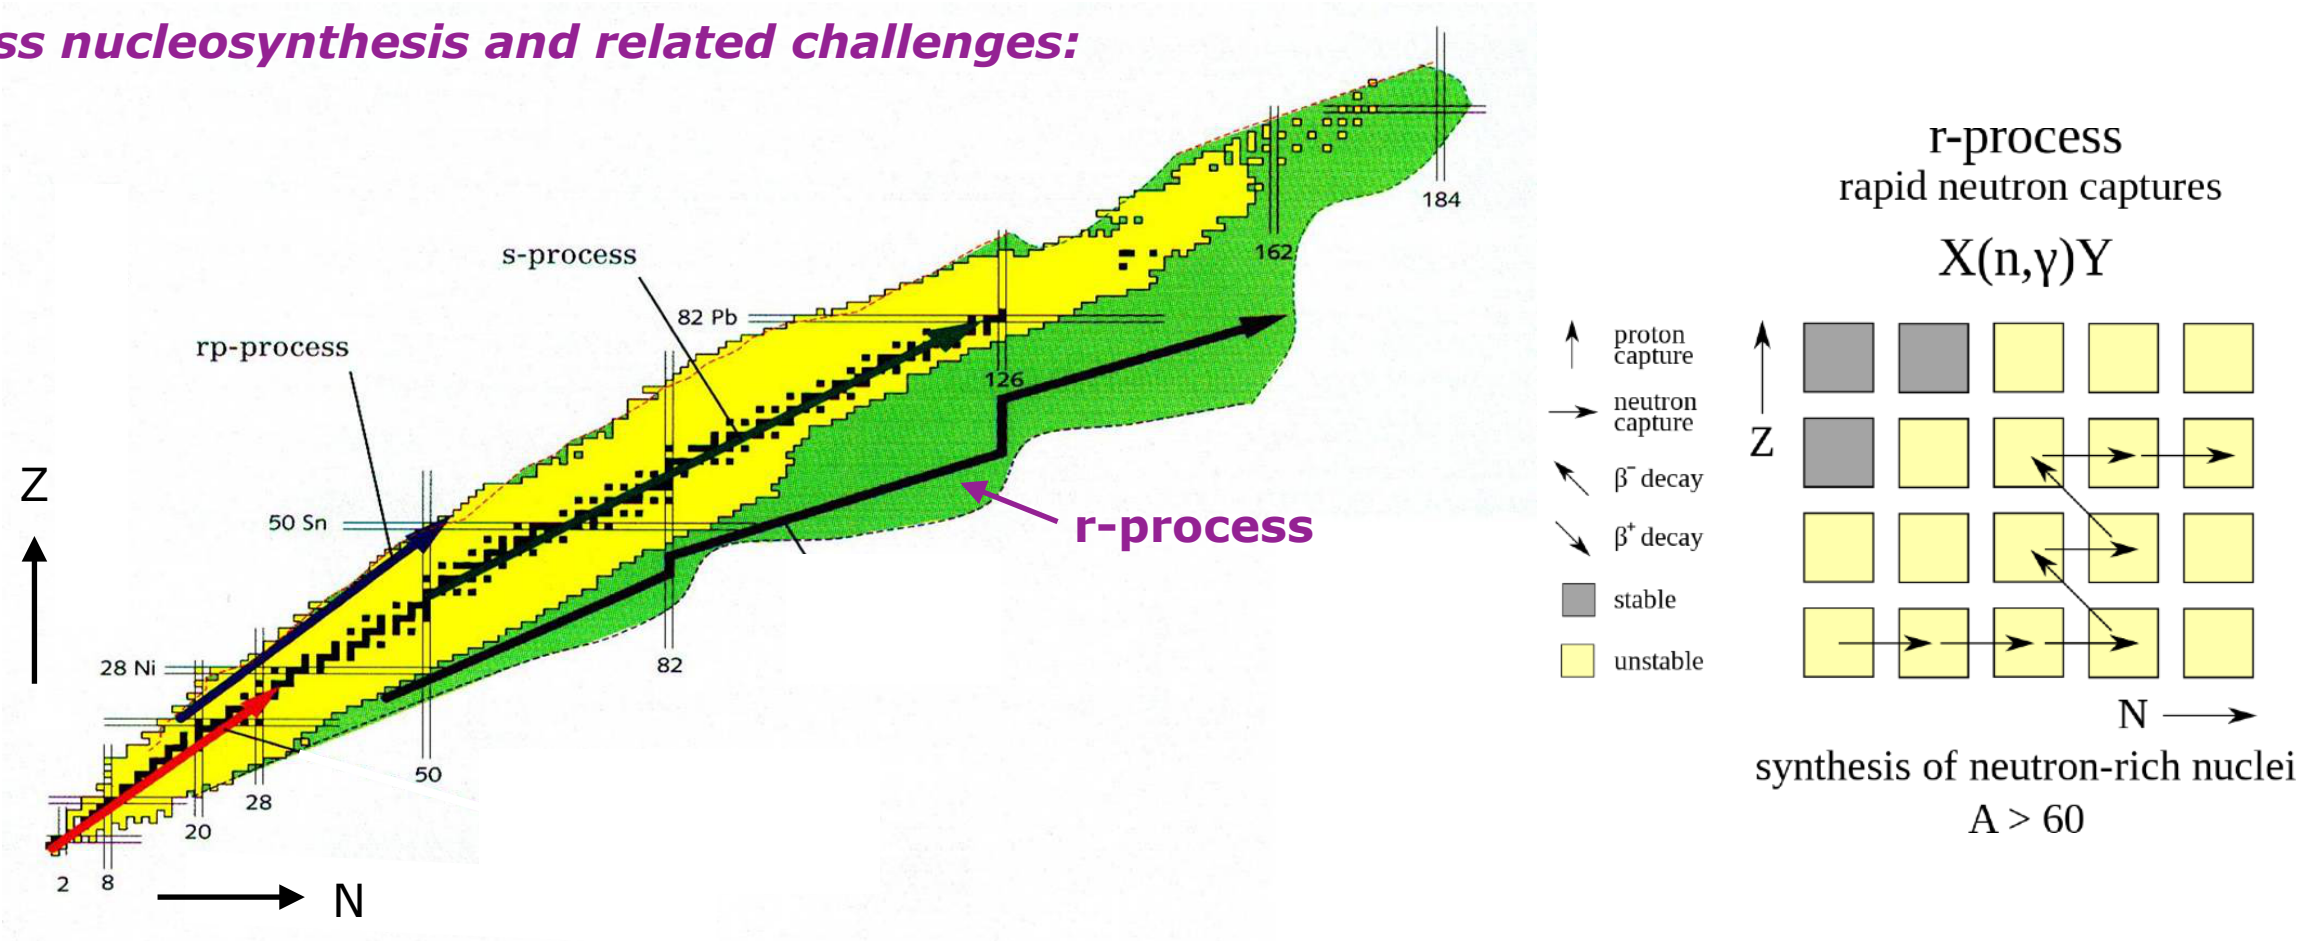 ss nucleosynthesis and related challenges:
184
162
s-process
82 Pb
rp-process
126
50 Sn
r-process
Z
82
28 Ni
50
28
20
2
8
N
r-process
rapid neutron captures
X(n,γ)Y
proton
capture
neutron
capture
β⁻ decay
β⁺ decay
stable
unstable
Z
N
synthesis of neutron-rich nuclei
A > 60